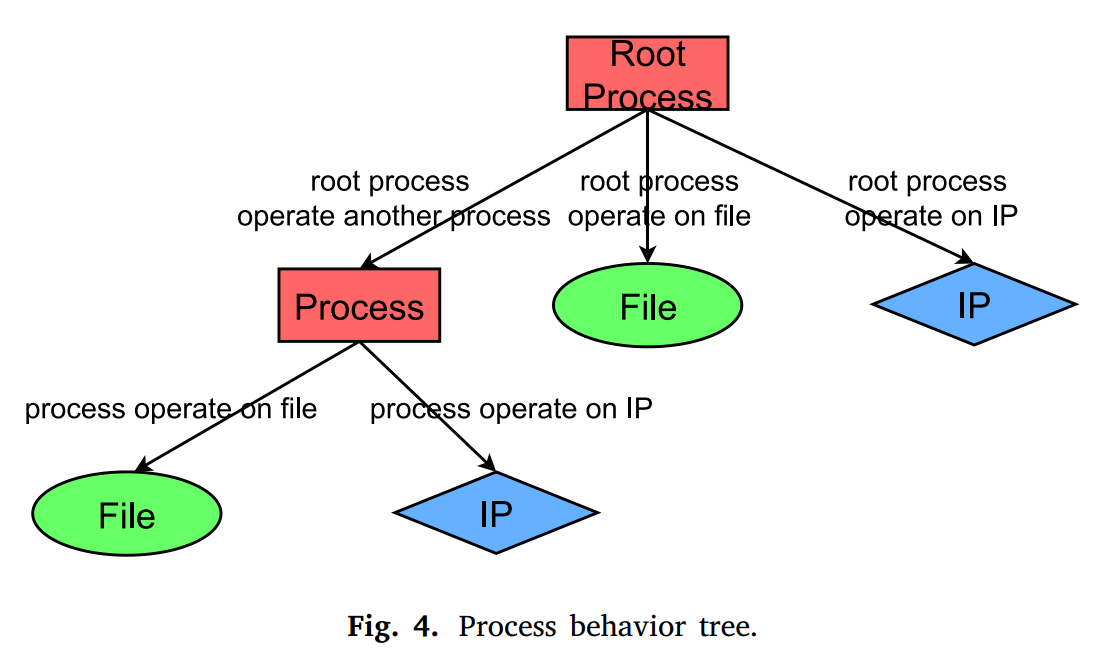 Root
Process
root process
operate another process
root process
operate on file
root process
operate on IP
Process
File
IP
process operate on file
process operate on IP
File
IP
Fig. 4. Process behavior tree.